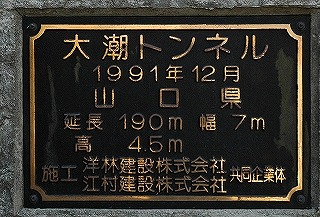 大潮トンネル
1991年12月
山口県
延長 190m 幅 7m
高 4.5m
施工 洋林建設株式会社 共同企業体
江村建設株式会社